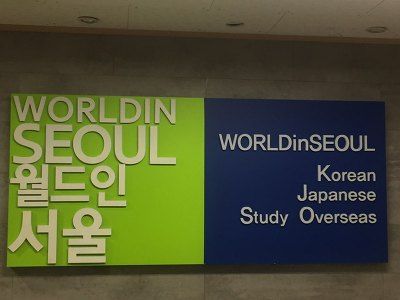 WORLDIN
SEOUL
월드인
서울
WORLDinSEOUL
Korean
Japanese
Study Overseas